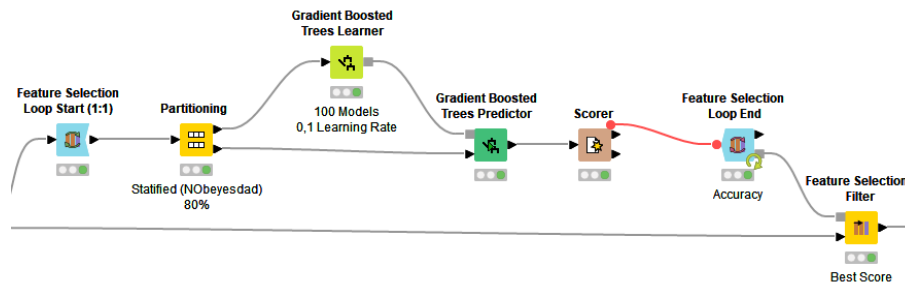 Gradient Boosted
Trees Learner
Feature Selection
Loop Start (1:1)
Partitioning
100 Models
0,1 Learning Rate
Gradient Boosted
Trees Predictor
Scorer
Feature Selection
Loop End
Statified (NObeyesdad)
80%
Accuracy
Feature Selection
Filter
Best Score